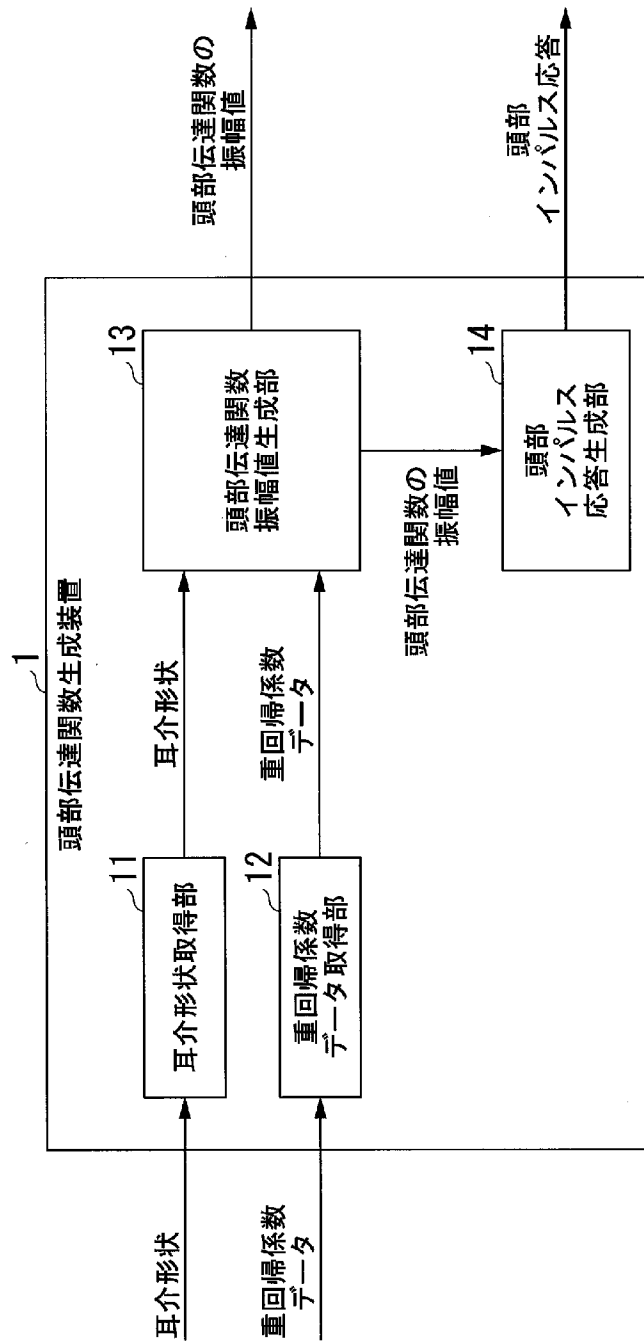 1
頭部伝達関数生成装置
耳介形状
11
耳介形状取得部
耳介形状
重回帰係数
データ
12
重回帰係数
データ取得部
重回帰係数
データ
13
頭部伝達関数
振幅値生成部
頭部伝達関数の
振幅値
頭部伝達関数の
振幅値
14
頭部
インパルス
応答生成部
頭部
インパルス応答